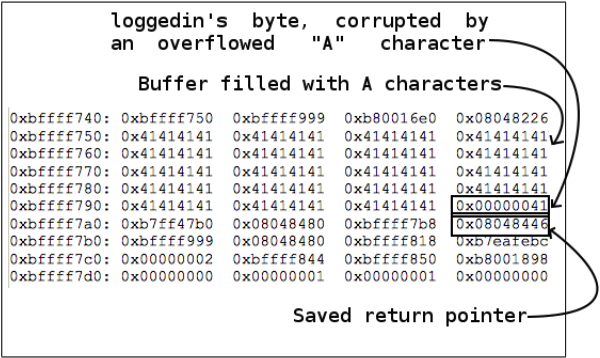 loggedin's byte, corrupted by
an overflowed "A" character
Buffer filled with A characters
0xbffff740: 0xbffff750 0xbffff999 0xb80016e0 0x08048226
0xbffff750: 0x41414141 0x41414141 0x41414141 0x41414141
0xbffff760: 0x41414141 0x41414141 0x41414141 0x41414141
0xbffff770: 0x41414141 0x41414141 0x41414141 0x41414141
0xbffff780: 0x41414141 0x41414141 0x41414141 0x41414141
0xbffff790: 0x41414141 0x41414141 0x41414141 0x00000041
0xbffff7a0: 0xb7ff47b0 0x08048480 0xbffff7b8 0x08048446
0xbffff7b0: 0xbffff999 0x08048480 0xbffff818 0xb7eafebc
0xbffff7c0: 0x00000002 0xbffff844 0xbffff850 0xb8001898
0xbffff7d0: 0x00000000 0x00000001 0x00000001 0x00000000
Saved return pointer